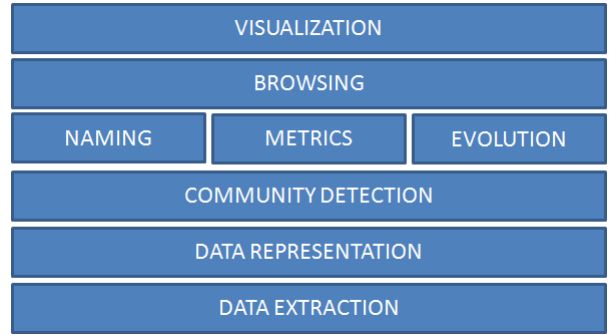 VISUALIZATION
BROWSING
NAMING METRICS EVOLUTION
COMMUNITY DETECTION
DATA REPRESENTATION
DATA EXTRACTION